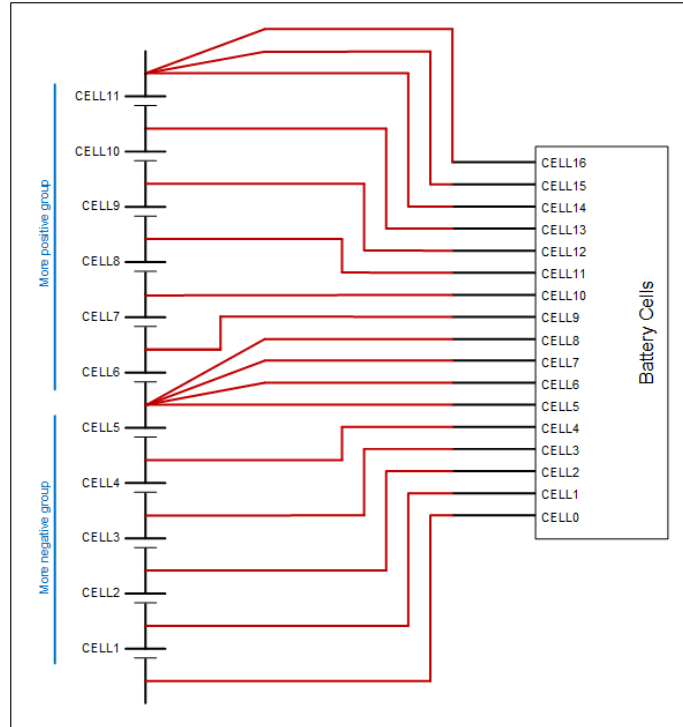 CELL11
CELL10
CELL9
CELL8
CELL7
CELL6
CELL5
CELL4
CELL3
CELL2
CELL1
More positive group
More negative group
CELL16
CELL15
CELL14
CELL13
CELL12
CELL11
CELL10
CELL9
CELL8
CELL7
CELL6
CELL5
CELL4
CELL3
CELL2
CELL1
CELL0
Battery Cells